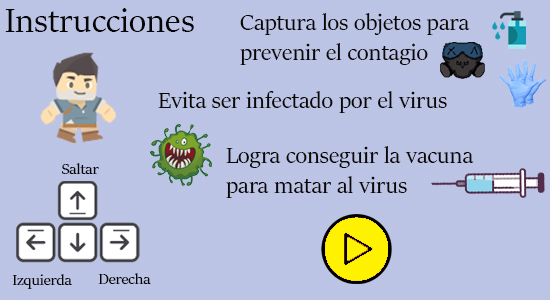 Instrucciones
Captura los objetos para
prevenir el contagio
Evita ser infectado por el virus
Logra conseguir la vacuna
para matar al virus
Saltar
Izquierda
Derecha